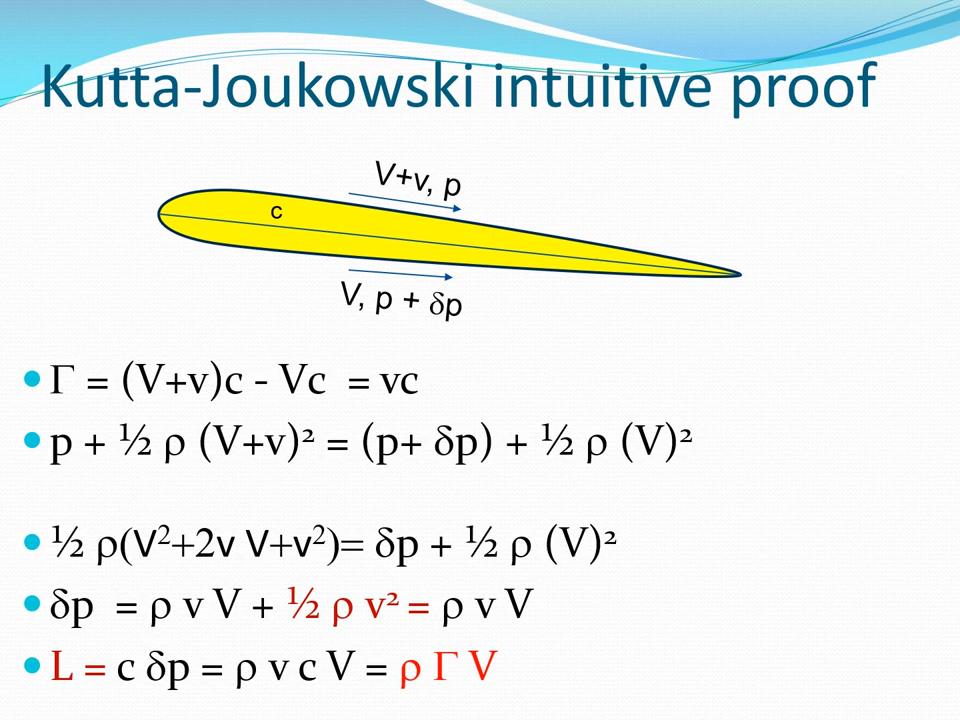 Kutta-Joukowski intuitive proof
V+v, p
c
V, p + δp
• Γ = (V+v)c - Vc = vc
• p + ½ ρ (V+v)² = (p+ δp) + ½ ρ (V)²
• ½ ρ(V²+2v V+v²)= δp + ½ ρ (V)²
• δp = ρ v V + ½ ρ v² = ρ v V
• L = c δp = ρ v c V = ρ Γ V